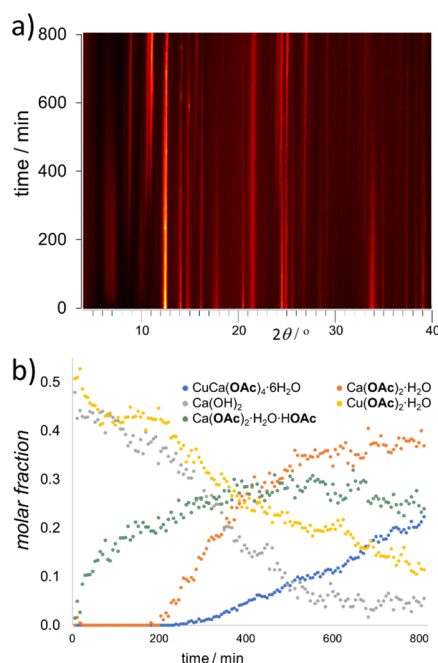 a)
time / min
800
600
400
200
0
10
20
30
40
2θ / °
b)
molar fraction
0.5
0.4
0.3
0.2
0.1
0.0
CuCa(OAc)₄·6H₂O
Ca(OAc)₂·H₂O
Ca(OH)₂
Cu(OAc)₂·H₂O
Ca(OAc)₂·H₂O·HOAc
0
200
400
600
800
time / min